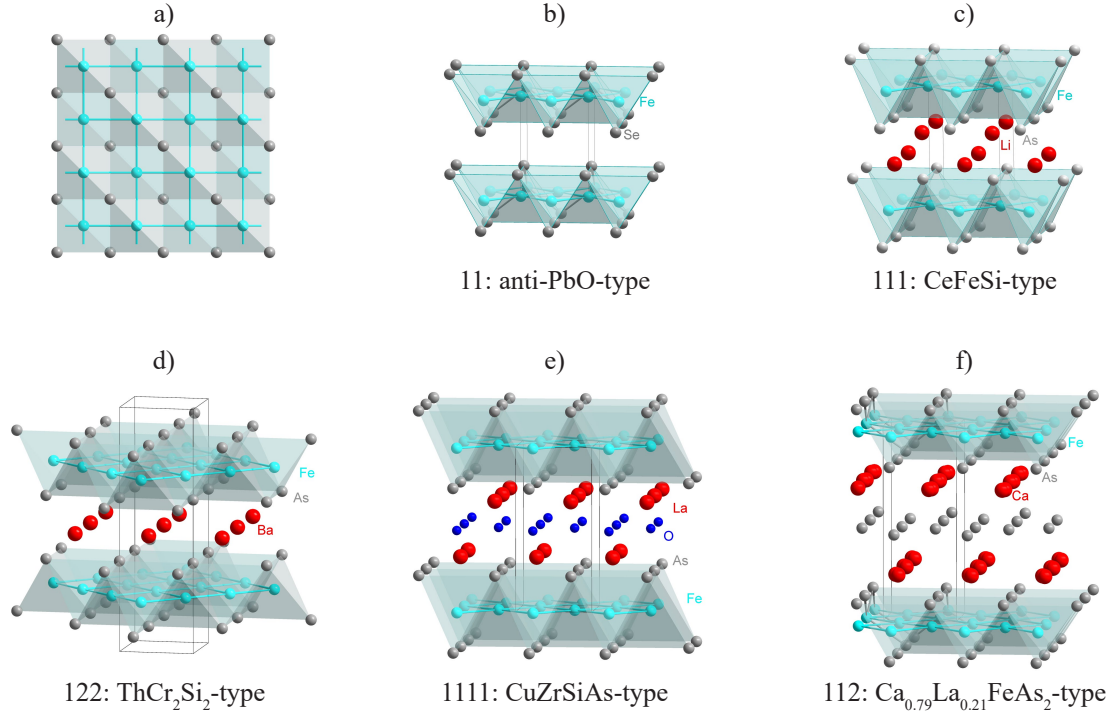 a)
b)
c)
Fe
Se
Fe
As
Li
11: anti-PbO-type
111: CeFeSi-type
d)
e)
f)
Fe
As
Ba
La
O
As
Fe
Fe
As
Ca
122: ThCr₂Si₂-type
1111: CuZrSiAs-type
112: Ca₀.₇₉La₀.₂₁FeAs₂-type